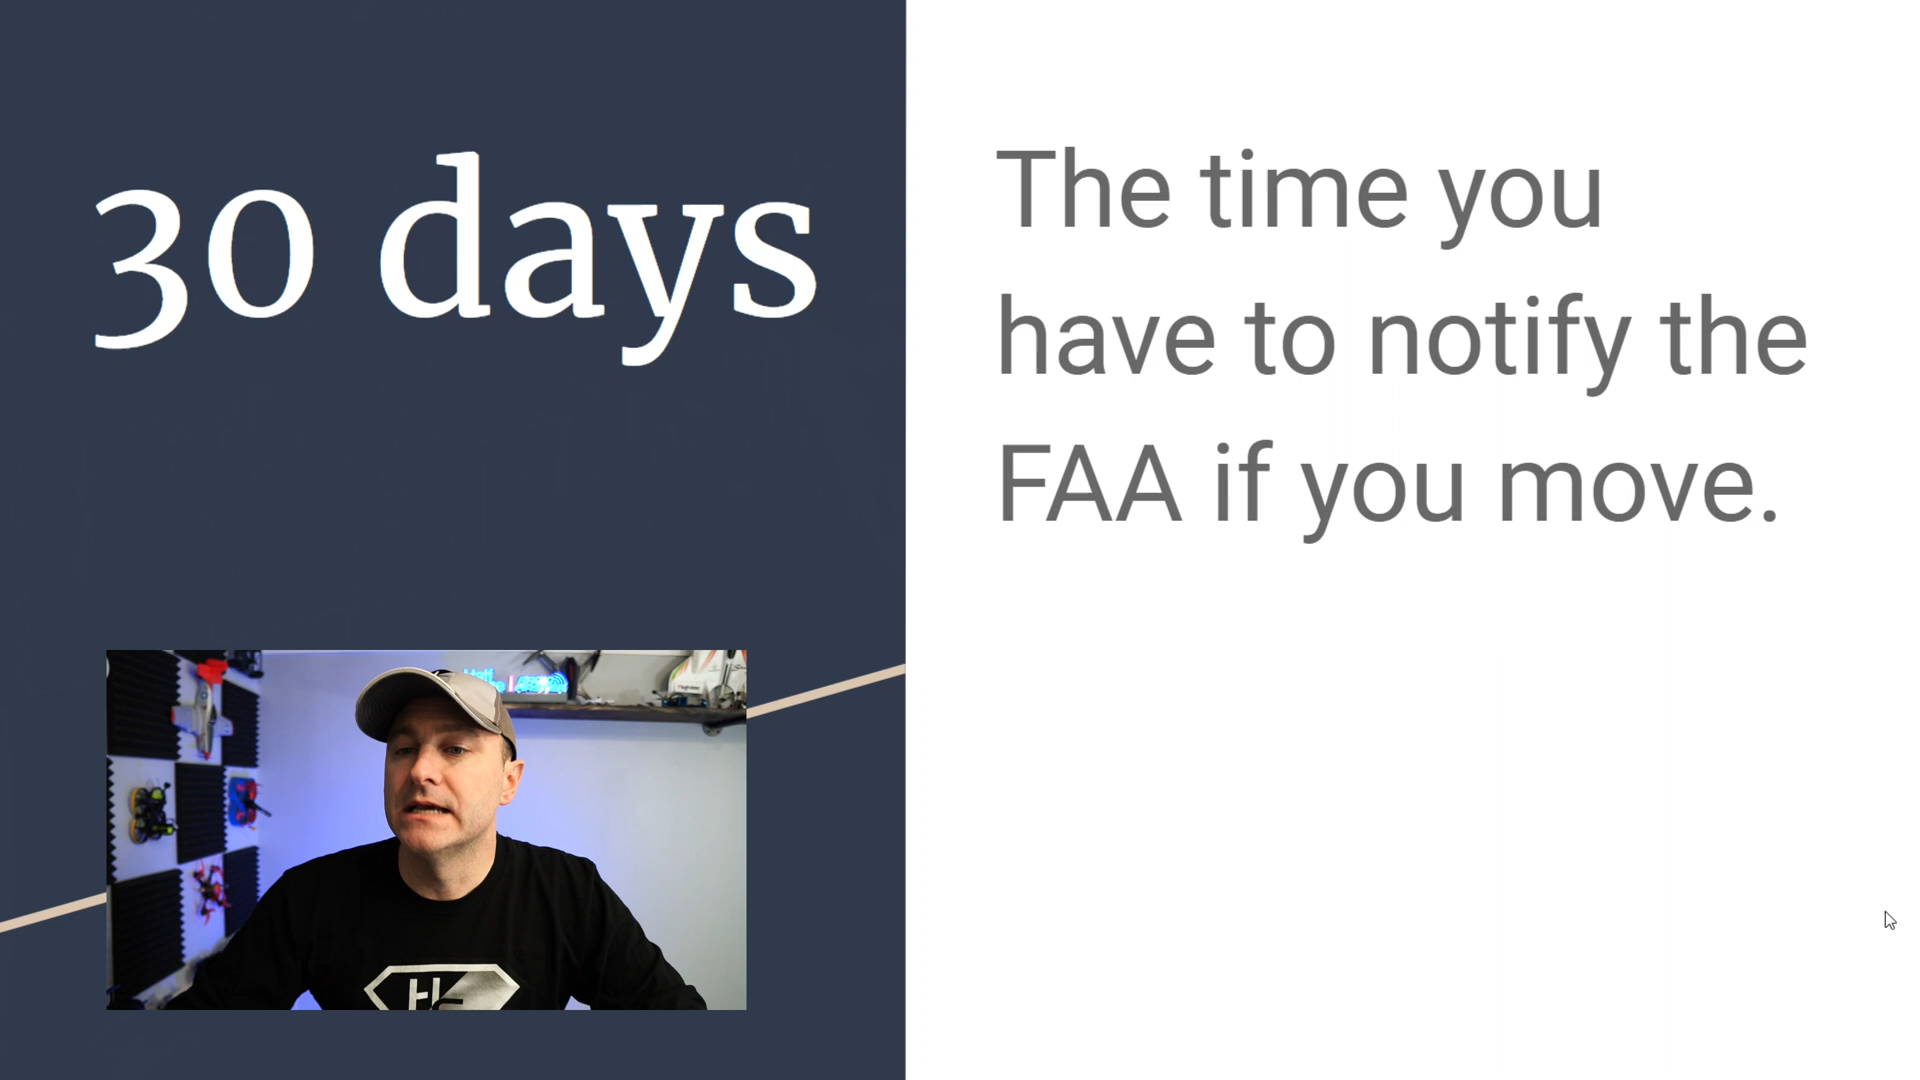 30 days
The time you
have to notify the
FAA if you move.